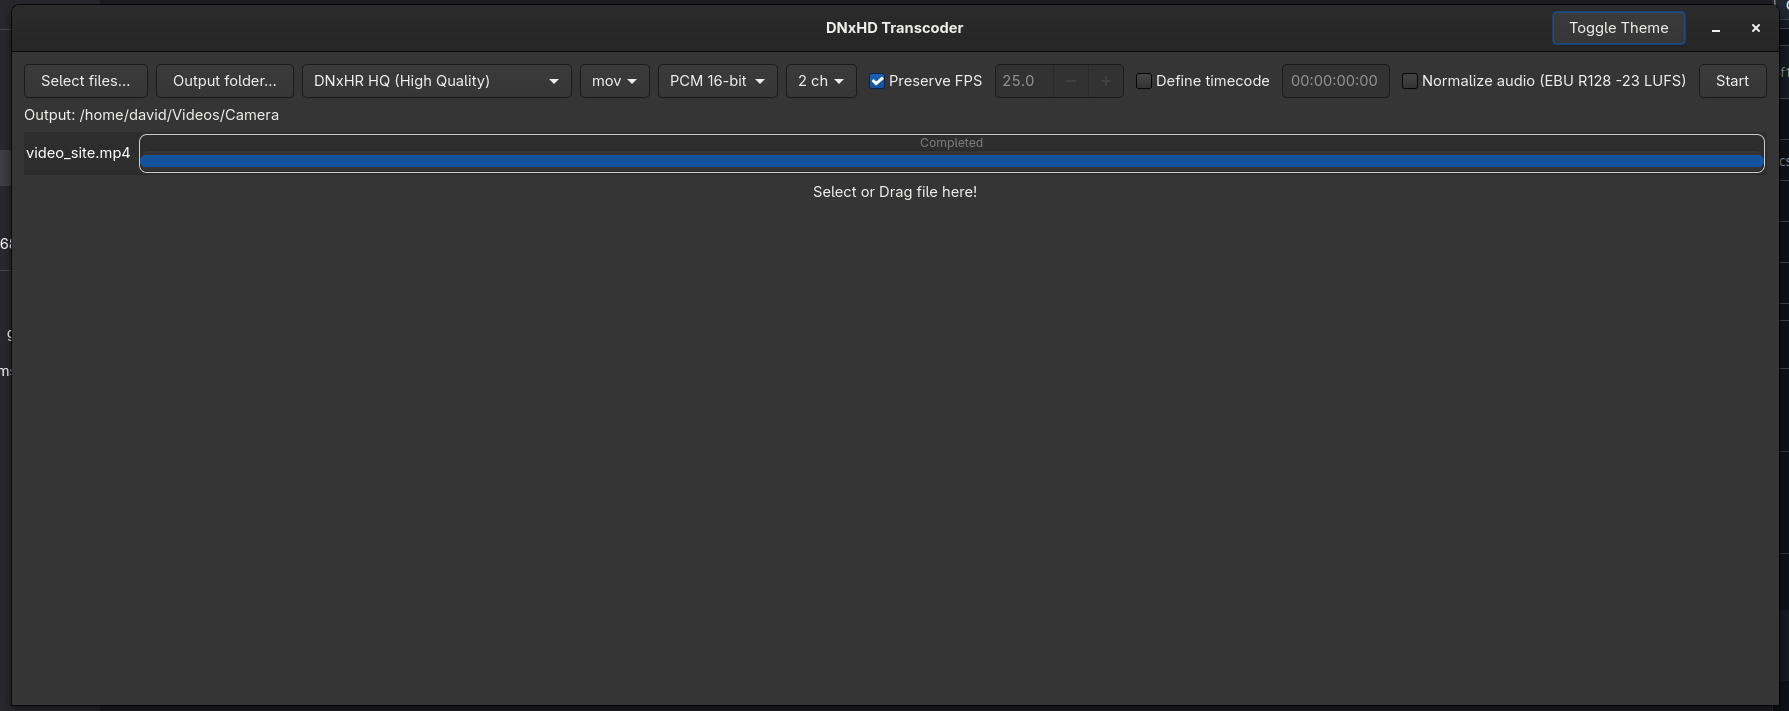 DNxHD Transcoder
Toggle Theme
Select files...
Output folder...
DNxHR HQ (High Quality)
mov
PCM 16-bit
2 ch
Preserve FPS
25.0
Define timecode
00:00:00:00
Normalize audio (EBU R128 -23 LUFS)
Start
Output: /home/david/Videos/Camera
video_site.mp4
Completed
Select or Drag file here!